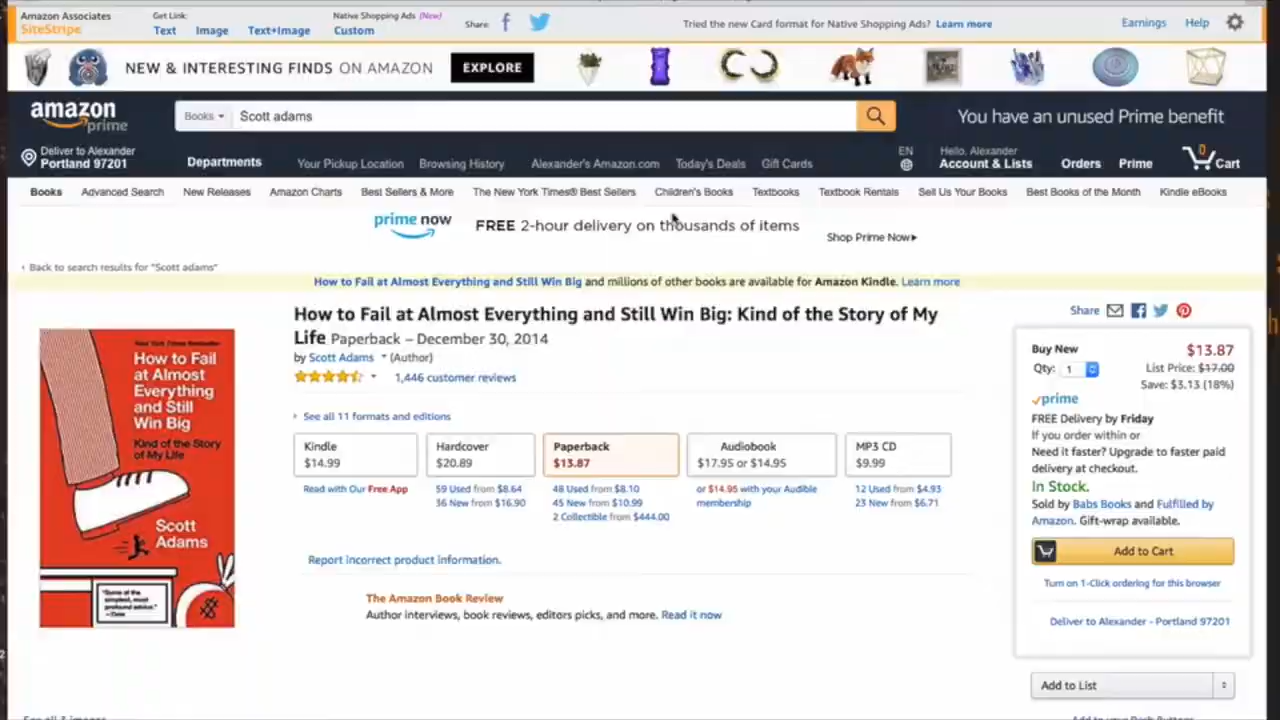 Amazon Associates
SiteStripe
Get Link:
Text Image Text+Image
Native Shopping Ads (New)
Custom
Share:
Tried the new Card format for Native Shopping Ads? Learn more
Earnings Help
NEW & INTERESTING FINDS ON AMAZON EXPLORE
amazon prime
Books Scott adams
You have an unused Prime benefit
Deliver to Alexander
Portland 97201
Departments
Your Pickup Location Browsing History Alexander's Amazon.com Today's Deals Gift Cards
EN
Hello, Alexander
Account & Lists
Orders Prime
0 Cart
Books Advanced Search New Releases Amazon Charts Best Sellers & More The New York Times® Best Sellers Children's Books Textbooks Textbook Rentals Sell Us Your Books Best Books of the Month Kindle eBooks
prime now FREE 2-hour delivery on thousands of items Shop Prime Now
‹ Back to search results for "Scott adams"
How to Fail at Almost Everything and Still Win Big and millions of other books are available for Amazon Kindle. Learn more
How to Fail at Almost Everything and Still Win Big: Kind of the Story of My
Life Paperback – December 30, 2014
by Scott Adams (Author)
1,446 customer reviews
See all 11 formats and editions
Kindle
$14.99
Read with Our Free App
Hardcover
$20.89
59 Used from $8.64
36 New from $16.90
Paperback
$13.87
48 Used from $8.10
45 New from $10.99
2 Collectible from $444.00
Audiobook
$17.95 or $14.95
or $14.95 with your Audible
membership
MP3 CD
$9.99
12 Used from $4.93
23 New from $6.71
Report incorrect product information.
The Amazon Book Review
Author interviews, book reviews, editors picks, and more. Read it now
New York Times Bestseller
How to Fail
at Almost
Everything
and Still
Win Big
Kind of the Story
of My Life
Scott
Adams
Share
Buy New $13.87
Qty: 1 List Price: $17.00
Save: $3.13 (18%)
prime
FREE Delivery by Friday
If you order within or
Need it faster? Upgrade to faster paid
delivery at checkout.
In Stock.
Sold by Babs Books and Fulfilled by
Amazon. Gift-wrap available.
Add to Cart
Turn on 1-Click ordering for this browser
Deliver to Alexander - Portland 97201
Add to List